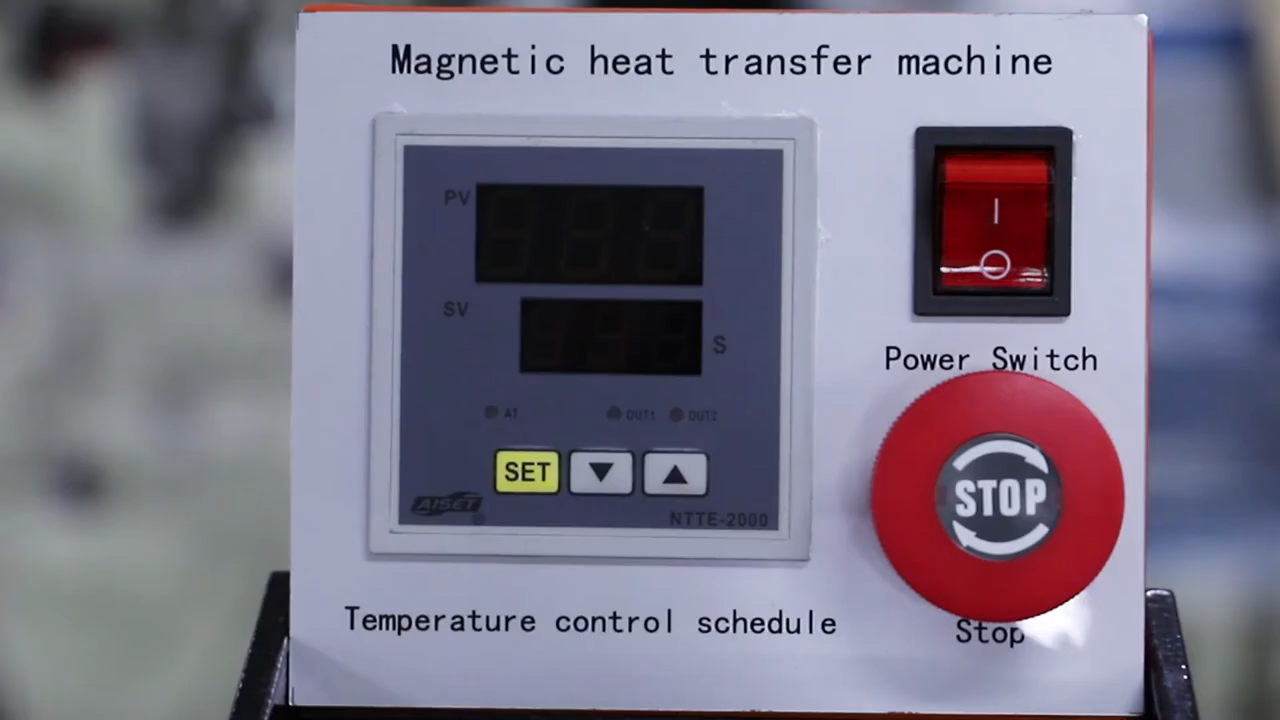 Magnetic heat transfer machine
PV
SV
S
AT
OUT1
OUT2
SET
AISET
NTTE-2000
Temperature control schedule
Power Switch
STOP
Stop